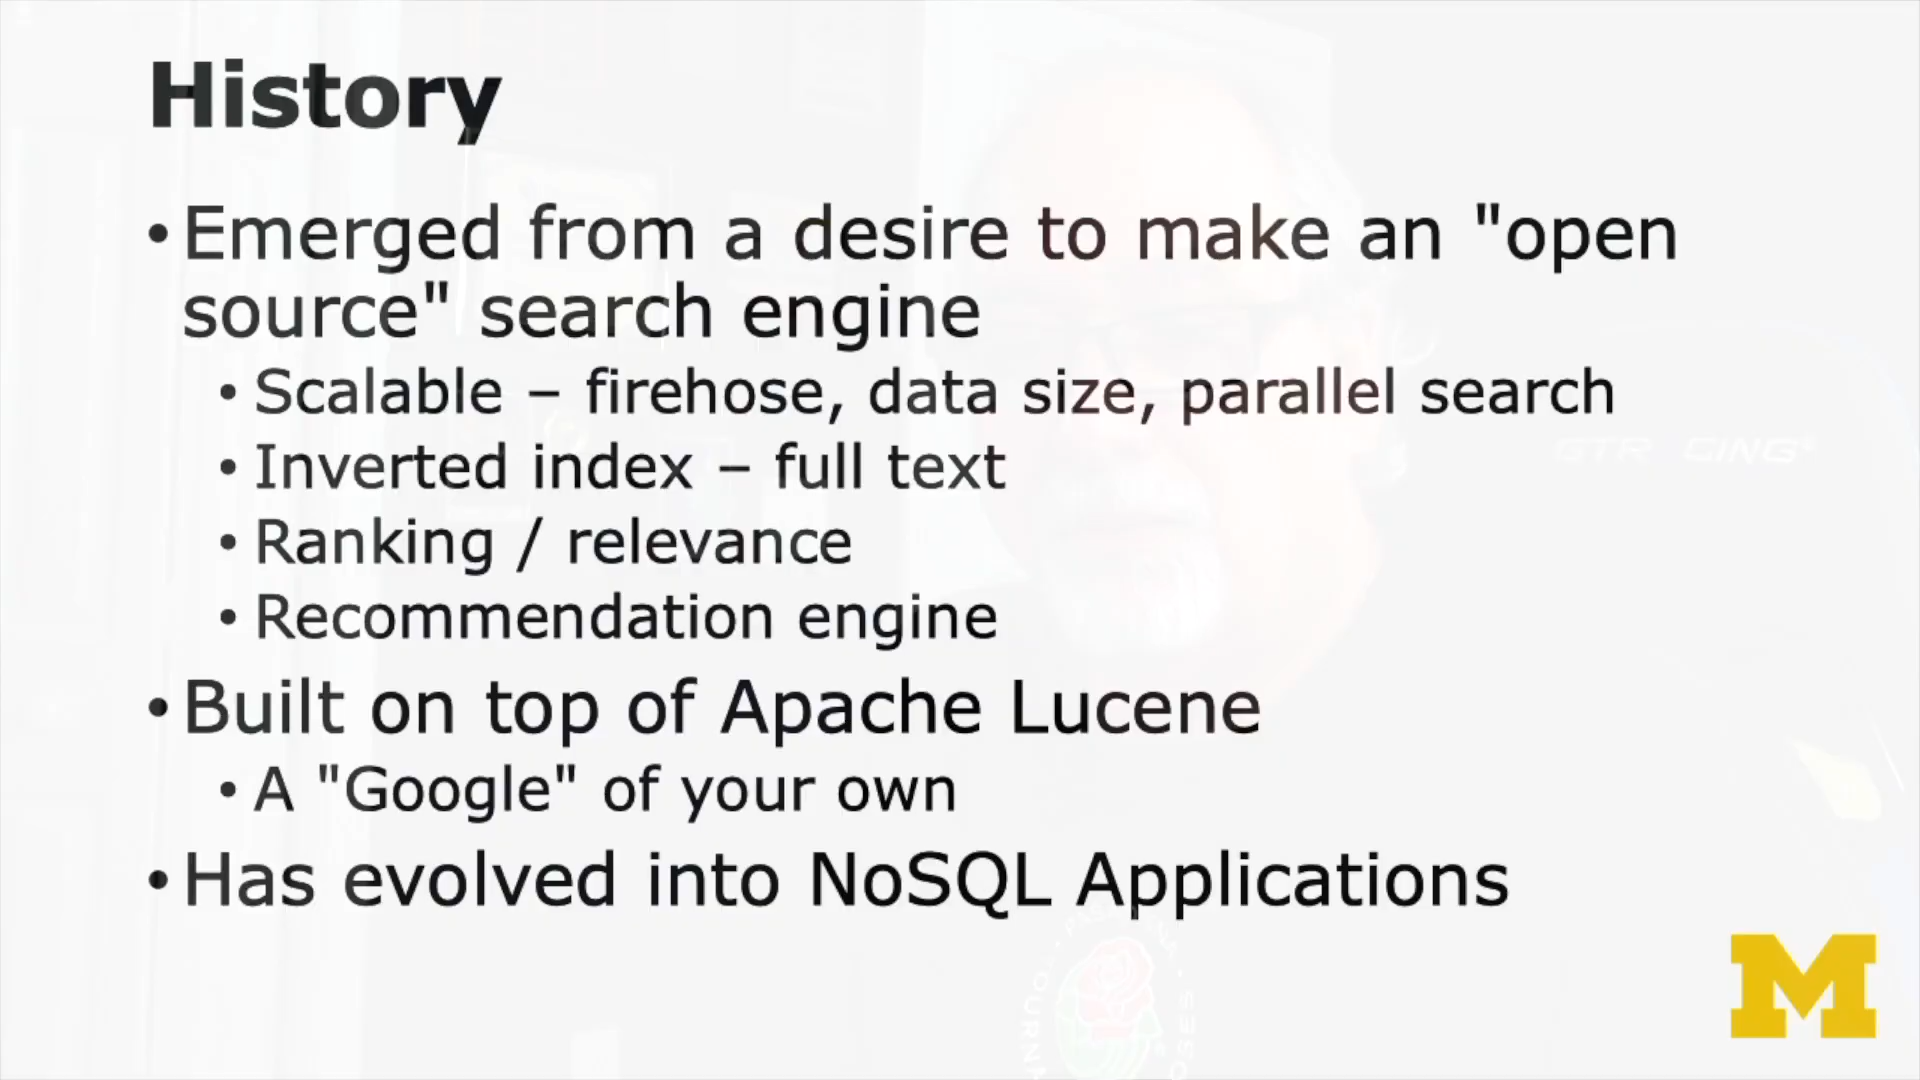 History
• Emerged from a desire to make an "open
source" search engine
• Scalable – firehose, data size, parallel search
• Inverted index – full text
• Ranking / relevance
• Recommendation engine
• Built on top of Apache Lucene
• A "Google" of your own
• Has evolved into NoSQL Applications
M